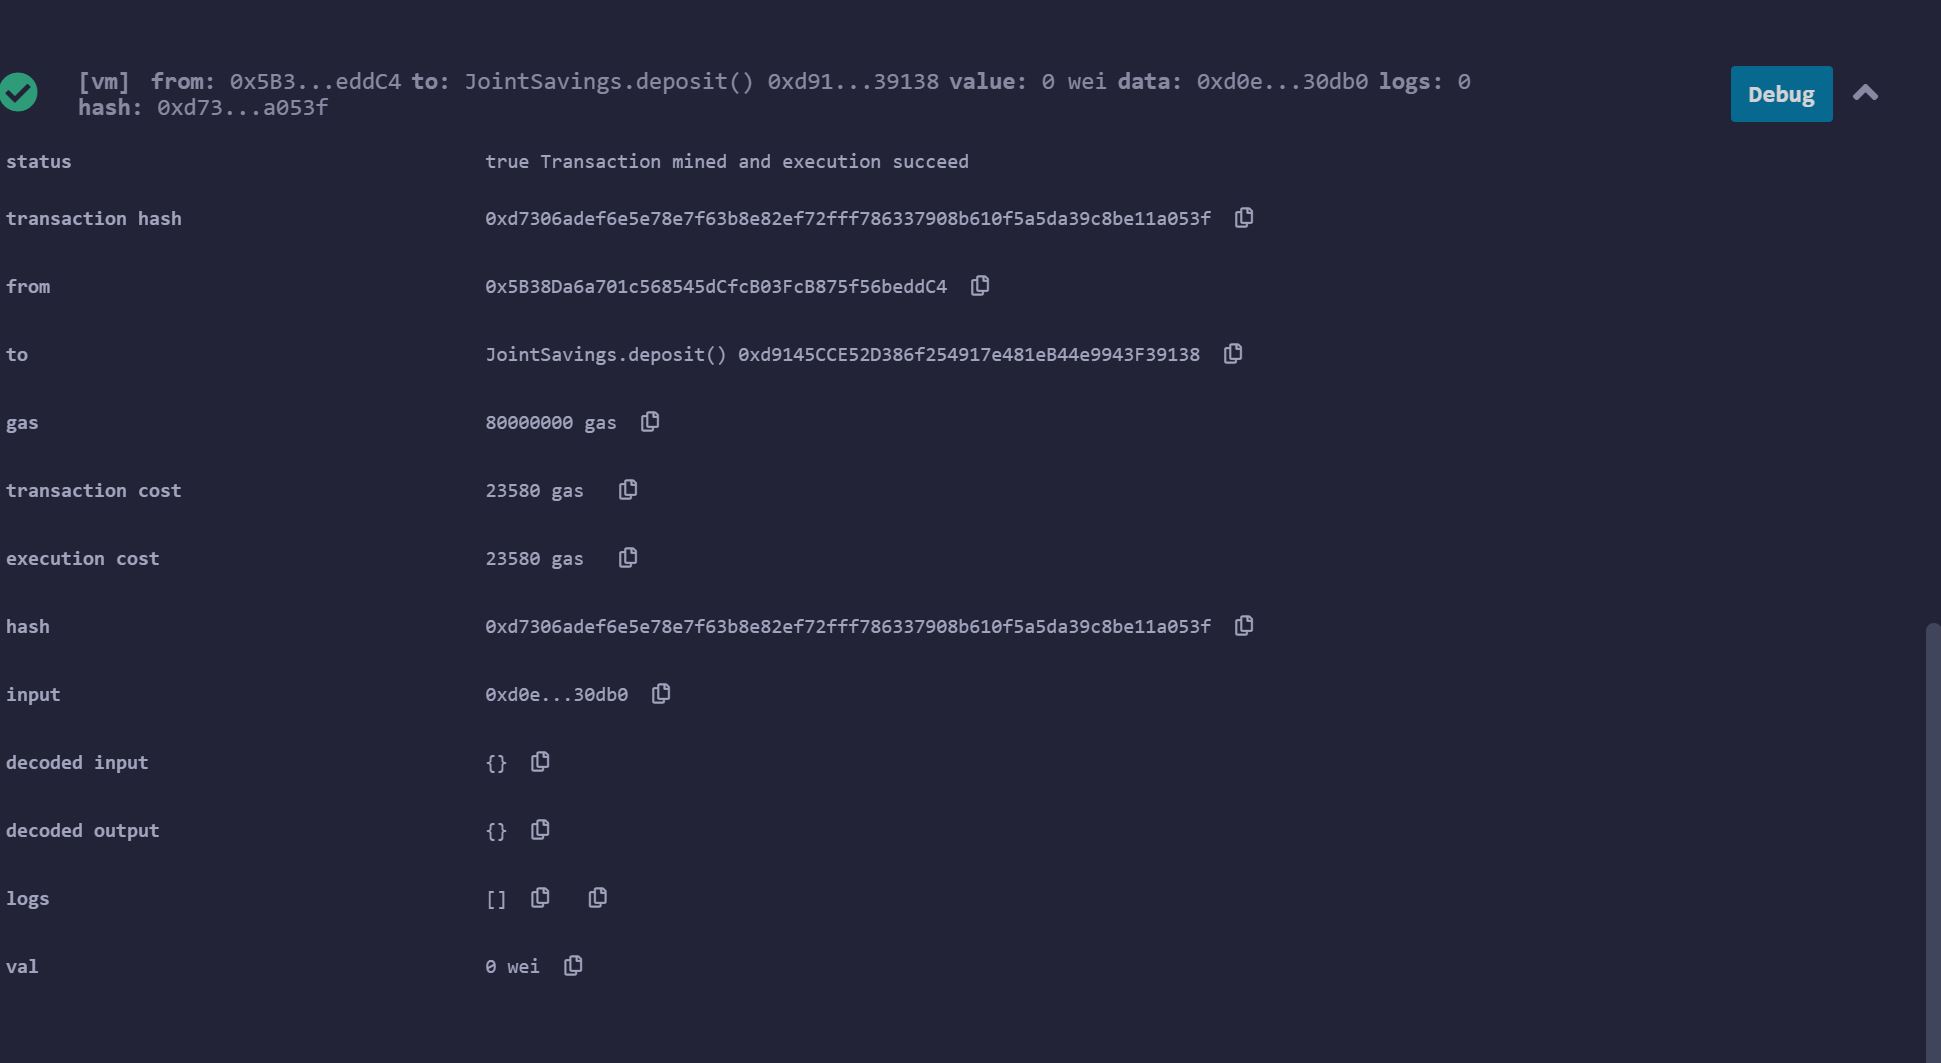 [vm] from: 0x5B3...eddC4 to: JointSavings.deposit() 0xd91...39138 value: 0 wei data: 0xd0e...30db0 logs: 0
hash: 0xd73...a053f
Debug
status true Transaction mined and execution succeed
transaction hash 0xd7306adef6e5e78e7f63b8e82ef72fff786337908b610f5a5da39c8be11a053f
from 0x5B38Da6a701c568545dCfcB03FcB875f56beddC4
to JointSavings.deposit() 0xd9145CCE52D386f254917e481eB44e9943F39138
gas 80000000 gas
transaction cost 23580 gas
execution cost 23580 gas
hash 0xd7306adef6e5e78e7f63b8e82ef72fff786337908b610f5a5da39c8be11a053f
input 0xd0e...30db0
decoded input {}
decoded output {}
logs []
val 0 wei